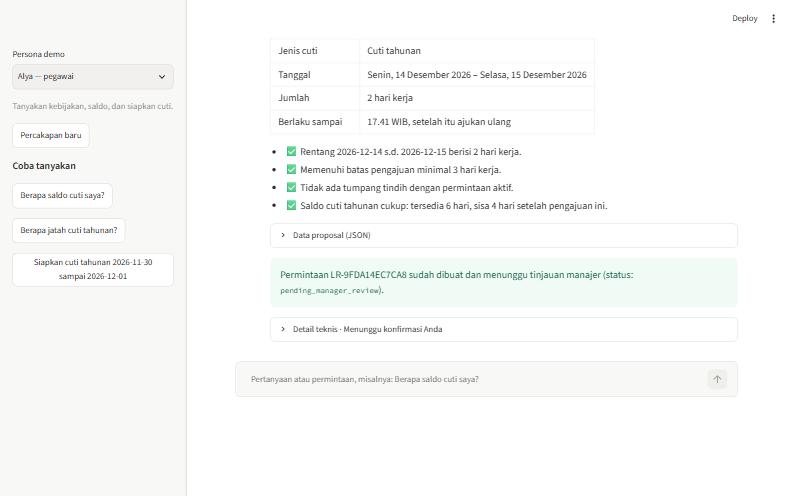 Deploy
Persona demo
Alya — pegawai
Tanyakan kebijakan, saldo, dan siapkan cuti.
Percakapan baru
Coba tanyakan
Berapa saldo cuti saya?
Berapa jatah cuti tahunan?
Siapkan cuti tahunan 2026-11-30
sampai 2026-12-01
Jenis cuti Cuti tahunan
Tanggal Senin, 14 Desember 2026 – Selasa, 15 Desember 2026
Jumlah 2 hari kerja
Berlaku sampai 17.41 WIB, setelah itu ajukan ulang
Rentang 2026-12-14 s.d. 2026-12-15 berisi 2 hari kerja.
Memenuhi batas pengajuan minimal 3 hari kerja.
Tidak ada tumpang tindih dengan permintaan aktif.
Saldo cuti tahunan cukup: tersedia 6 hari, sisa 4 hari setelah pengajuan ini.
Data proposal (JSON)
Permintaan LR-9FDA14EC7CA8 sudah dibuat dan menunggu tinjauan manajer (status:
pending_manager_review).
Detail teknis · Menunggu konfirmasi Anda
Pertanyaan atau permintaan, misalnya: Berapa saldo cuti saya?